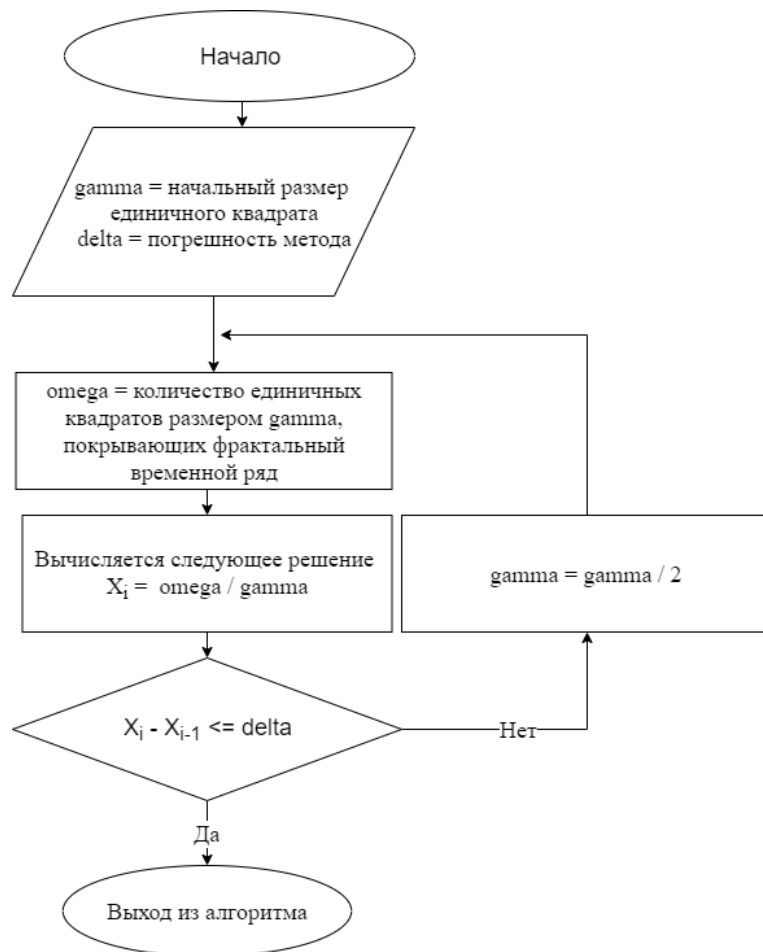 Начало
gamma = начальный размер
единичного квадрата
delta = погрешность метода
omega = количество единичных
квадратов размером gamma,
покрывающих фрактальный
временной ряд
Вычисляется следующее решение
Xi = omega / gamma
gamma = gamma / 2
Xi - Xi-1 <= delta
Нет
Да
Выход из алгоритма